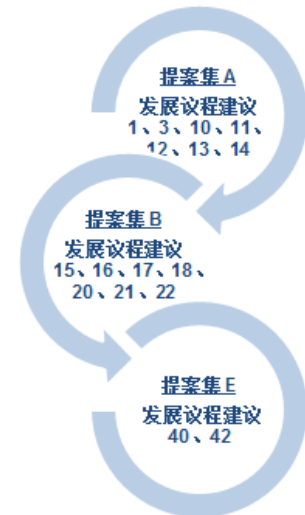 提案集 A
发展议程建议
1、3、10、11、
12、13、14
提案集 B
发展议程建议
15、16、17、18、
20、21、22
提案集 E
发展议程建议
40、42